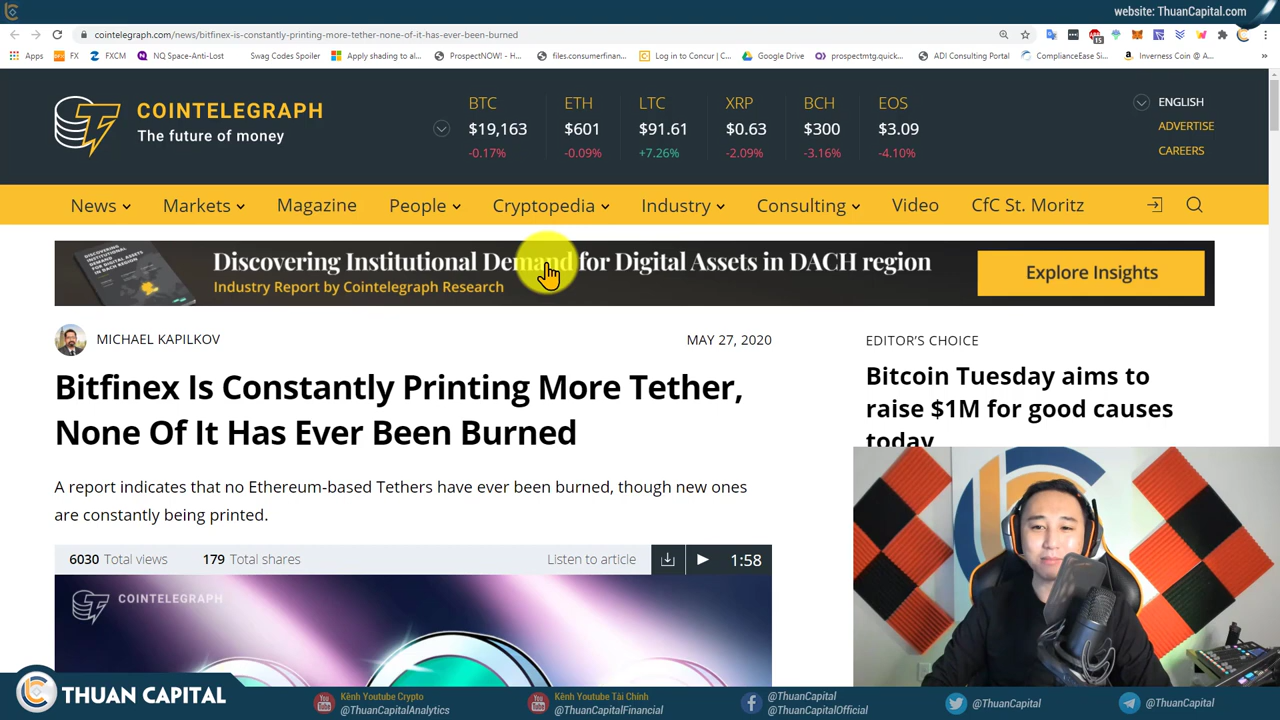 website: ThuanCapital.com
cointelegraph.com/news/bitfinex-is-constantly-printing-more-tether-none-of-it-has-ever-been-burned
Apps FX FXCM NQ Space-Anti-Lost Swag Codes Spoiler Apply shading to al... ProspectNOW! - H... files.consumerfinan... Log in to Concur | C... Google Drive prospectmtg.quick... ADI Consulting Portal ComplianceEase Si... Inverness Coin @ A... »
15
COINTELEGRAPH
The future of money
BTC ETH LTC XRP BCH EOS
$19,163 $601 $91.61 $0.63 $300 $3.09
-0.17% -0.09% +7.26% -2.09% -3.16% -4.10%
ENGLISH
ADVERTISE
CAREERS
News Markets Magazine People Cryptopedia Industry Consulting Video CfC St. Moritz
Discovering Institutional Demand for Digital Assets in DACH region
Industry Report by Cointelegraph Research
Explore Insights
MICHAEL KAPILKOV MAY 27, 2020
Bitfinex Is Constantly Printing More Tether,
None Of It Has Ever Been Burned
A report indicates that no Ethereum-based Tethers have ever been burned, though new ones
are constantly being printed.
6030 Total views 179 Total shares Listen to article 1:58
COINTELEGRAPH
EDITOR'S CHOICE
Bitcoin Tuesday aims to
raise $1M for good causes
today
THUAN CAPITAL
Kênh Youtube Crypto
@ThuanCapitalAnalytics
Kênh Youtube Tài Chính
@ThuanCapitalFinancial
@ThuanCapital
@ThuanCapitalOfficial
@ThuanCapital
@ThuanCapital